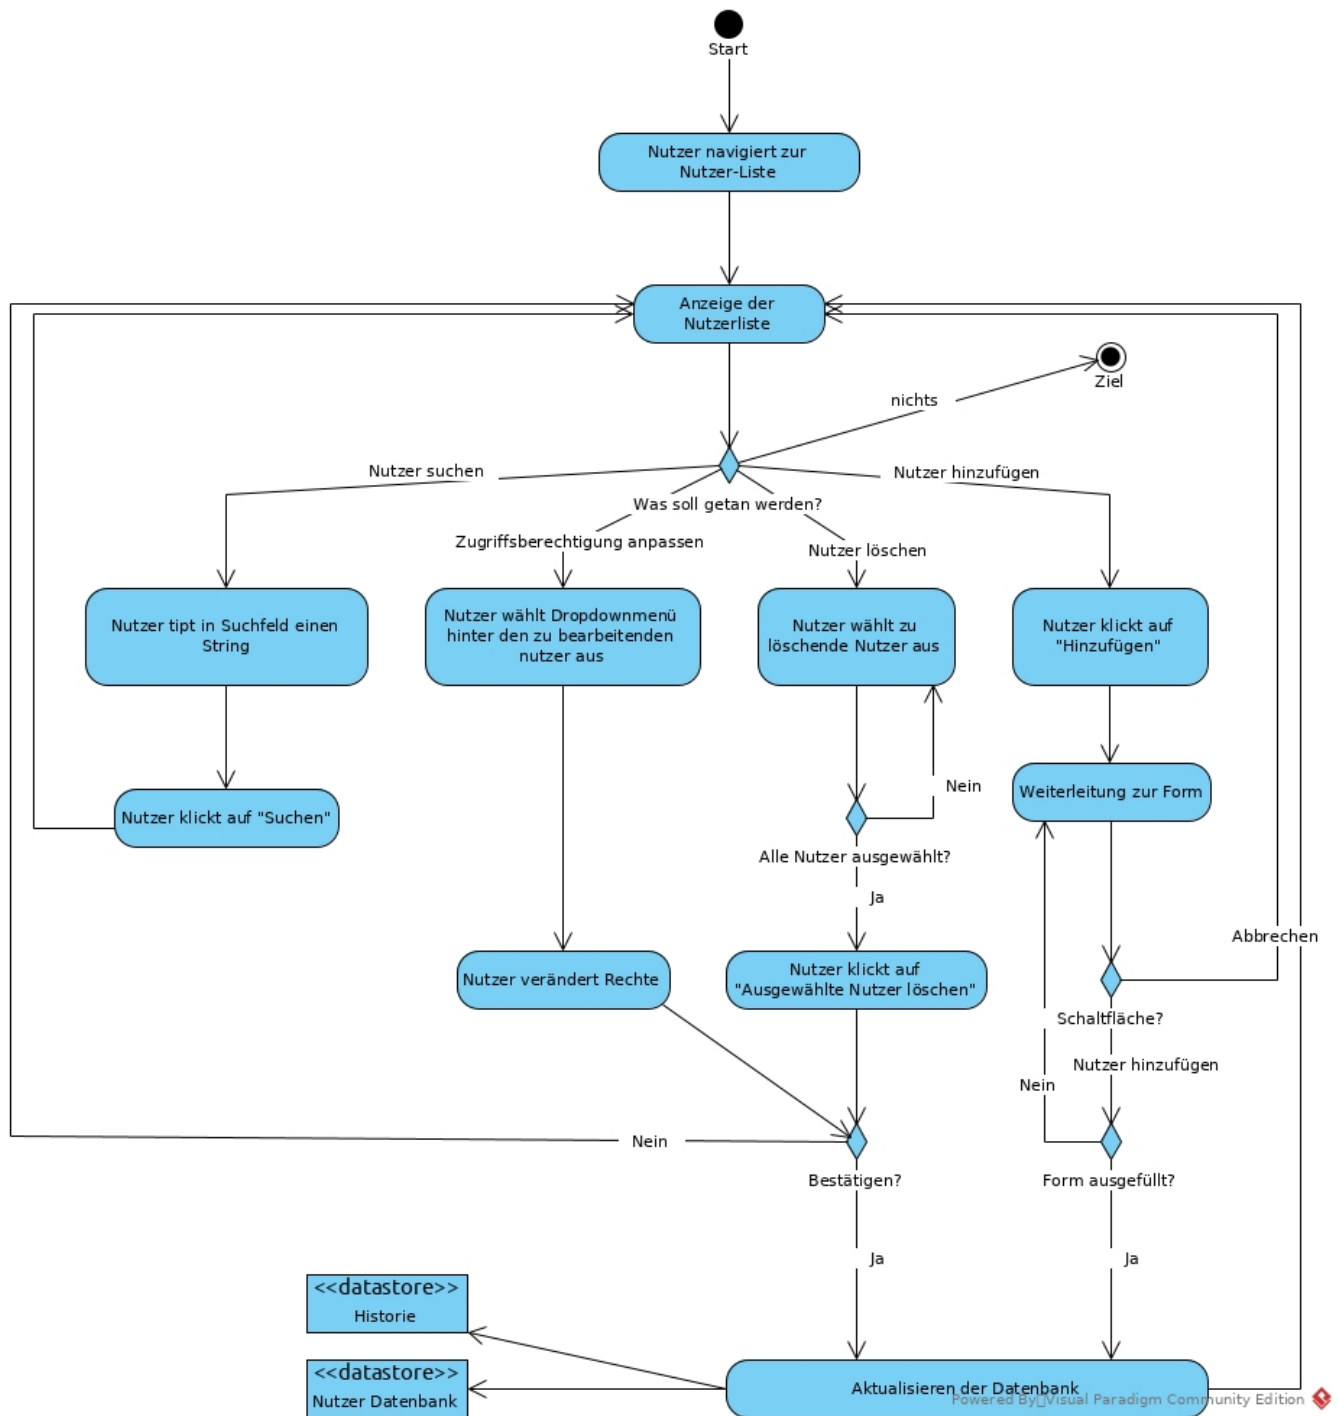 Start
Nutzer navigiert zur
Nutzer-Liste
Anzeige der
Nutzerliste
Ziel
nichts
Nutzer suchen
Nutzer hinzufügen
Was soll getan werden?
Zugriffsberechtigung anpassen
Nutzer löschen
Nutzer tipt in Suchfeld einen
String
Nutzer wählt Dropdownmenü
hinter den zu bearbeitenden
nutzer aus
Nutzer wählt zu
löschende Nutzer aus
Nutzer klickt auf
"Hinzufügen"
Nein
Weiterleitung zur Form
Nutzer klickt auf "Suchen"
Alle Nutzer ausgewählt?
Ja
Abbrechen
Nutzer verändert Rechte
Nutzer klickt auf
"Ausgewählte Nutzer löschen"
Schaltfläche?
Nutzer hinzufügen
Nein
Nein
Bestätigen?
Form ausgefüllt?
Ja
Ja
<<datastore>>
Historie
<<datastore>>
Nutzer Datenbank
Aktualisieren der Datenbank
Powered By Visual Paradigm Community Edition